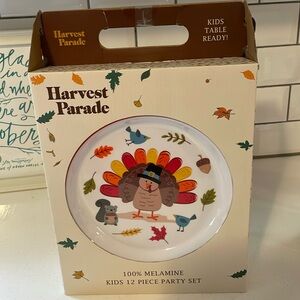 Harvest
Parade
KIDS
TABLE
READY!
Harvest
Parade
100% MELAMINE
KIDS 12 PIECE PARTY SET